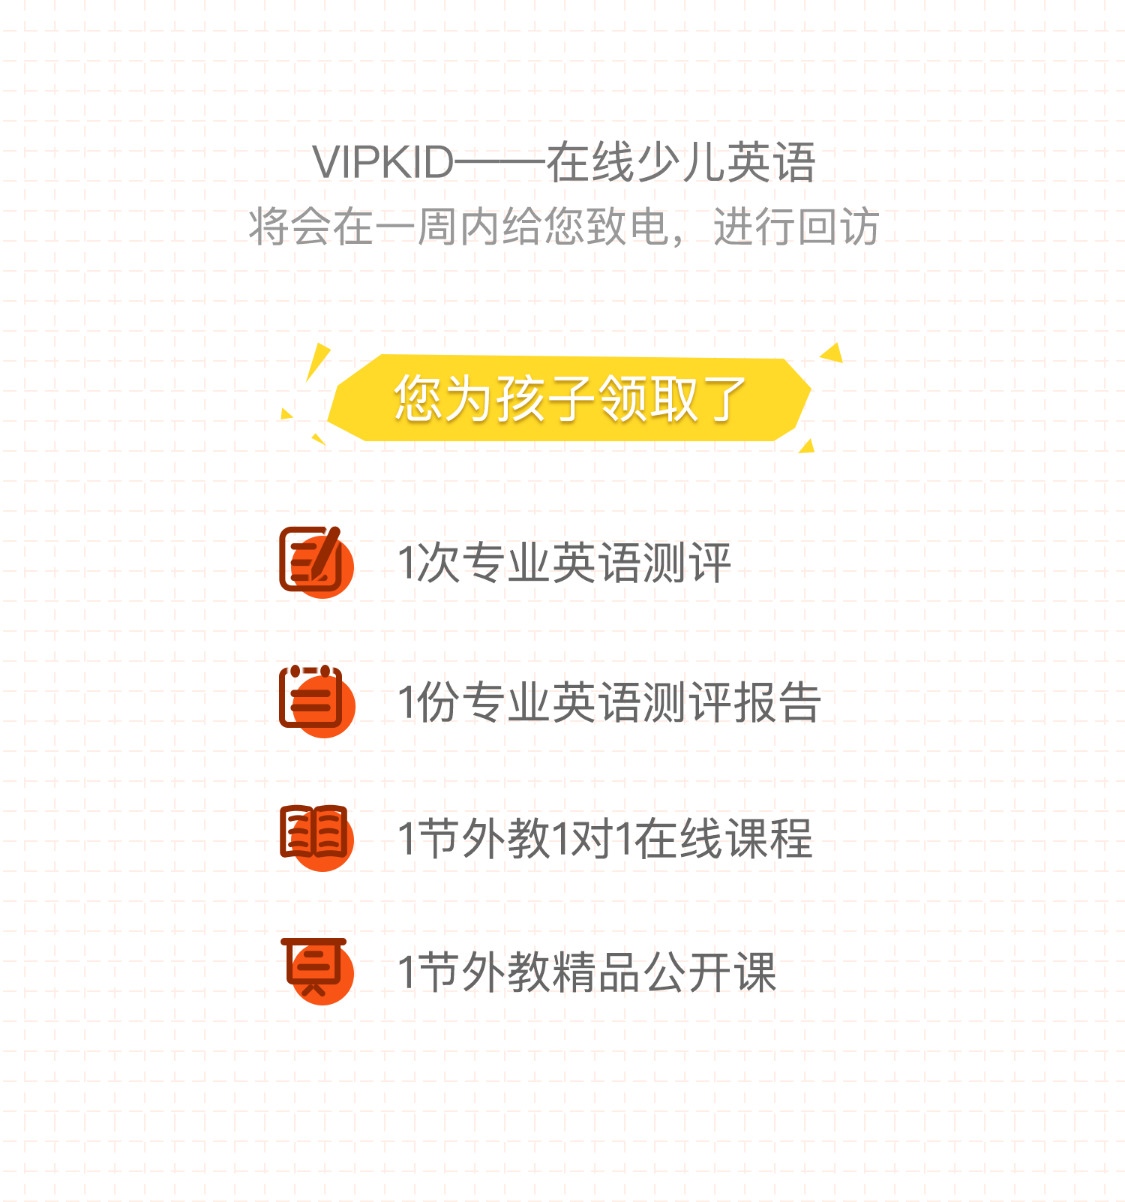 VIPKID——在线少儿英语
将会在一周内给您致电，进行回访
您为孩子领取了
1次专业英语测评
1份专业英语测评报告
1节外教1对1在线课程
1节外教精品公开课